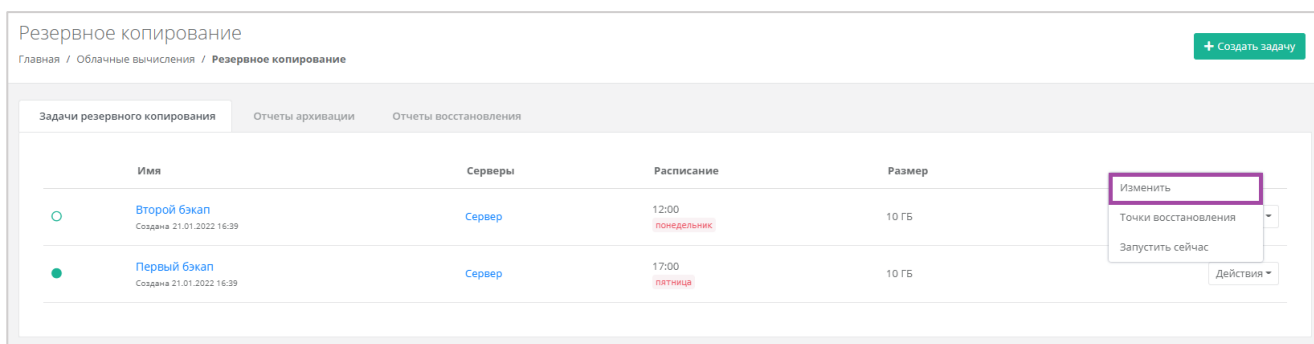 Резервное копирование
+ Создать задачу
Главная / Облачные вычисления / Резервное копирование
Задачи резервного копирования Отчеты архивации Отчеты восстановления
Имя Серверы Расписание Размер
Изменить
Второй бэкап Сервер 12:00 10 ГБ Точки восстановления
Создана 21.01.2022 16:39 понедельник
Запустить сейчас
Первый бэкап Сервер 17:00 10 ГБ Действия
Создана 21.01.2022 16:39 пятница